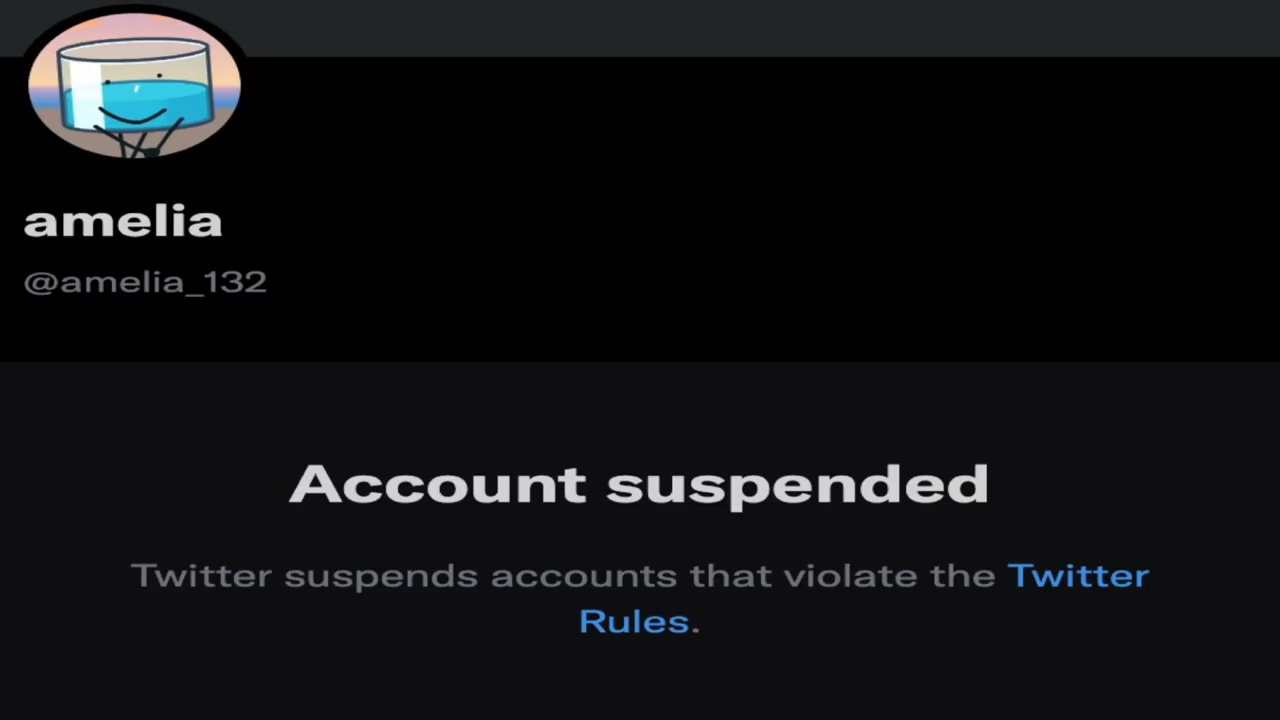 amelia
@amelia_132
Account suspended
Twitter suspends accounts that violate the Twitter
Rules.